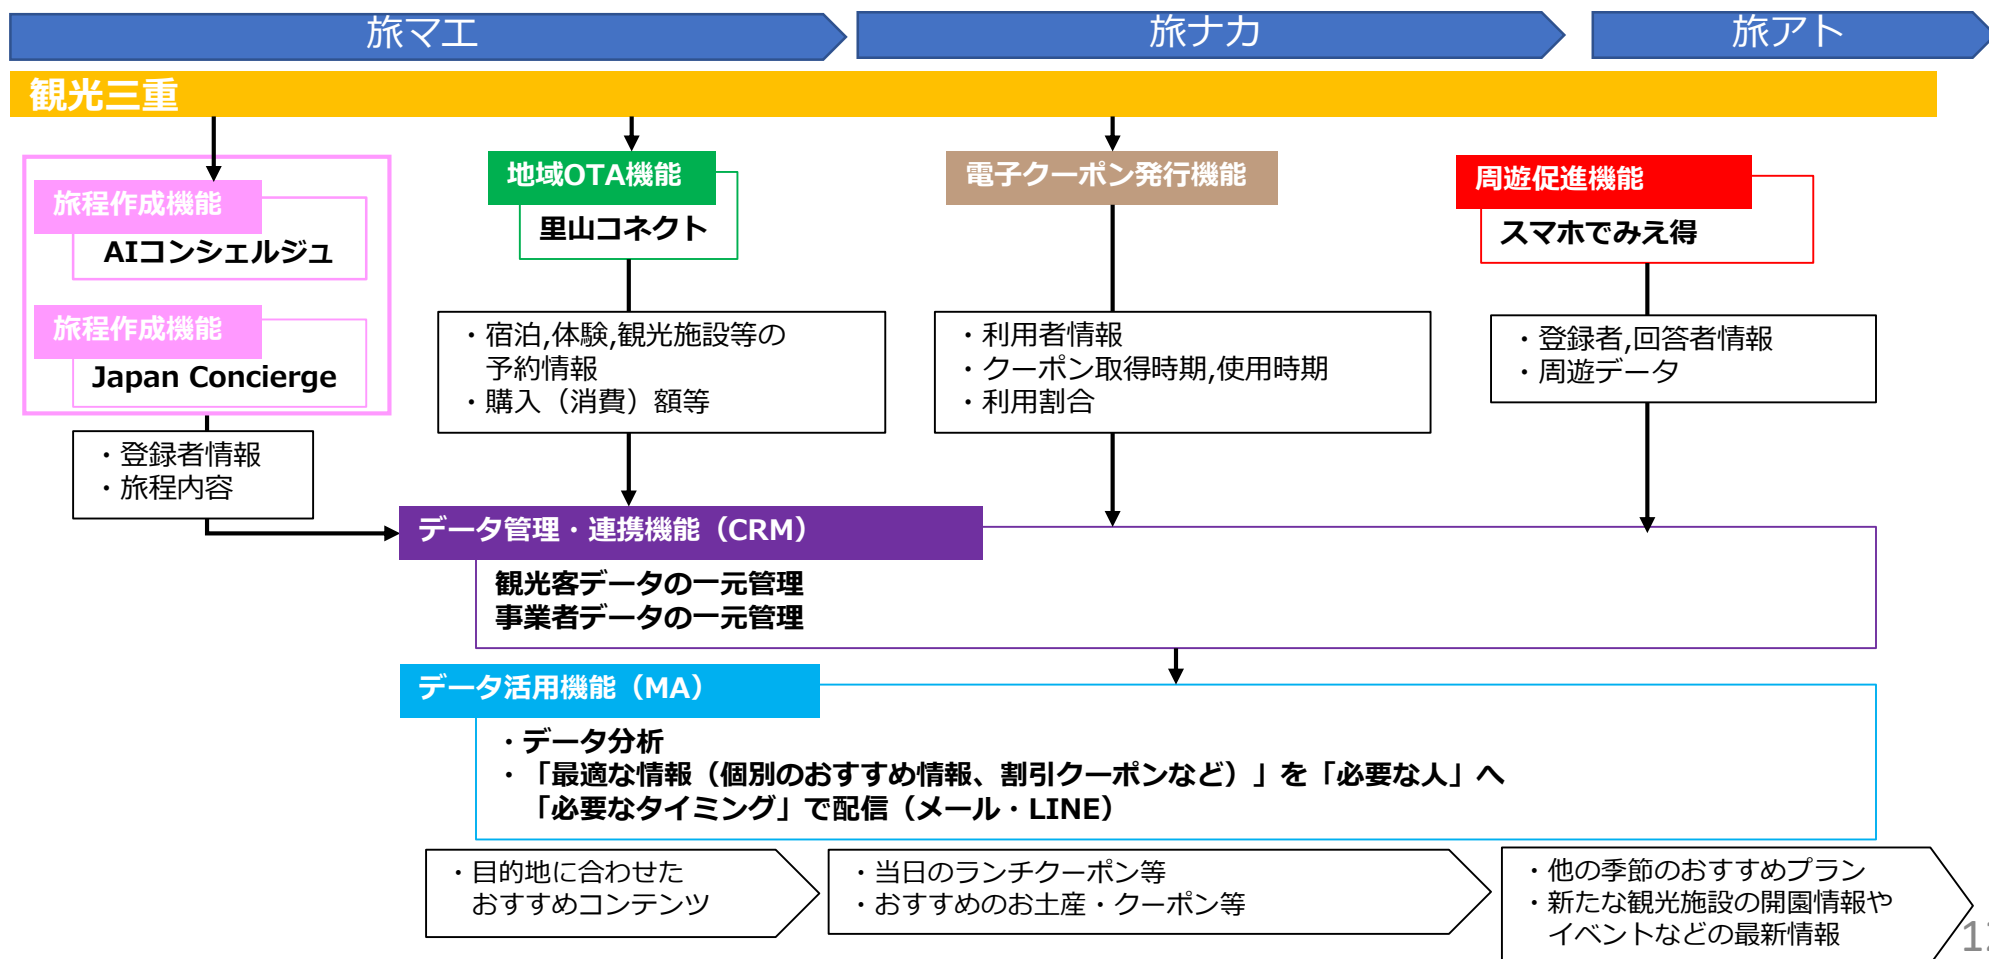 旅マエ
旅ナカ
旅アト
観光三重
旅程作成機能
AIコンシェルジュ
旅程作成機能
Japan Concierge
・登録者情報
・旅程内容
地域OTA機能
里山コネクト
・宿泊,体験,観光施設等の
予約情報
・購入（消費）額等
電子クーポン発行機能
・利用者情報
・クーポン取得時期,使用時期
・利用割合
周遊促進機能
スマホでみえ得
・登録者,回答者情報
・周遊データ
データ管理・連携機能（CRM）
観光客データの一元管理
事業者データの一元管理
データ活用機能（MA）
・データ分析
・「最適な情報（個別のおすすめ情報、割引クーポンなど）」を「必要な人」へ
「必要なタイミング」で配信（メール・LINE）
・目的地に合わせた
おすすめコンテンツ
・当日のランチクーポン等
・おすすめのお土産・クーポン等
・他の季節のおすすめプラン
・新たな観光施設の開園情報や
イベントなどの最新情報